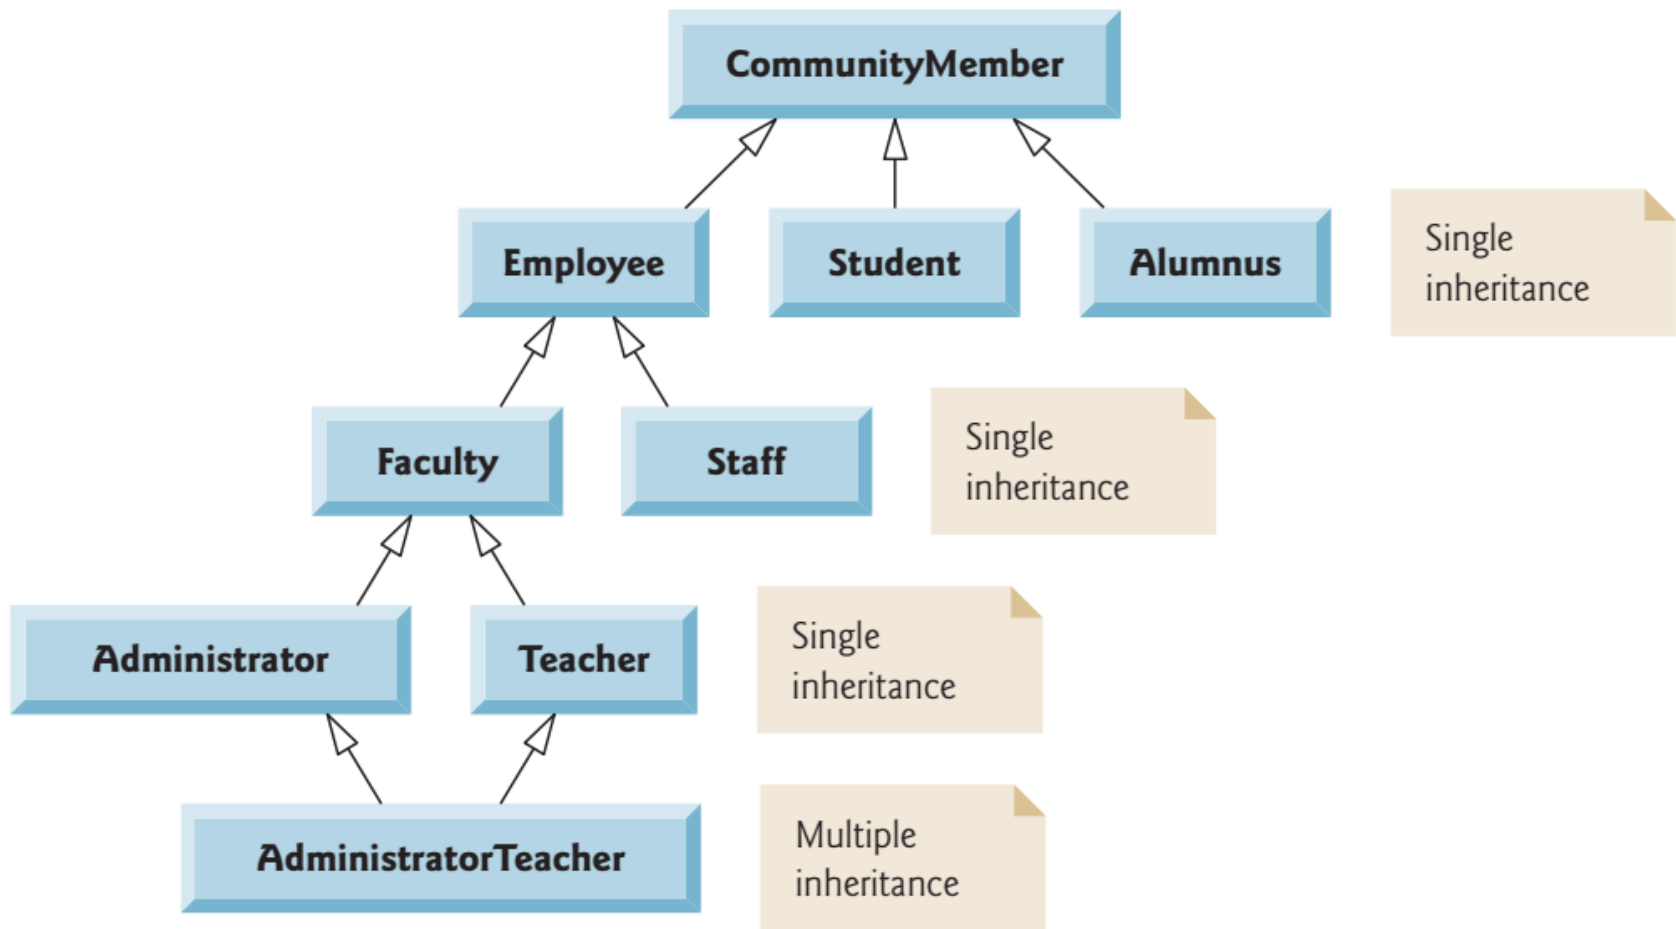 CommunityMember
Employee
Student
Alumnus
Single
inheritance
Faculty
Staff
Single
inheritance
Administrator
Teacher
Single
inheritance
AdministratorTeacher
Multiple
inheritance